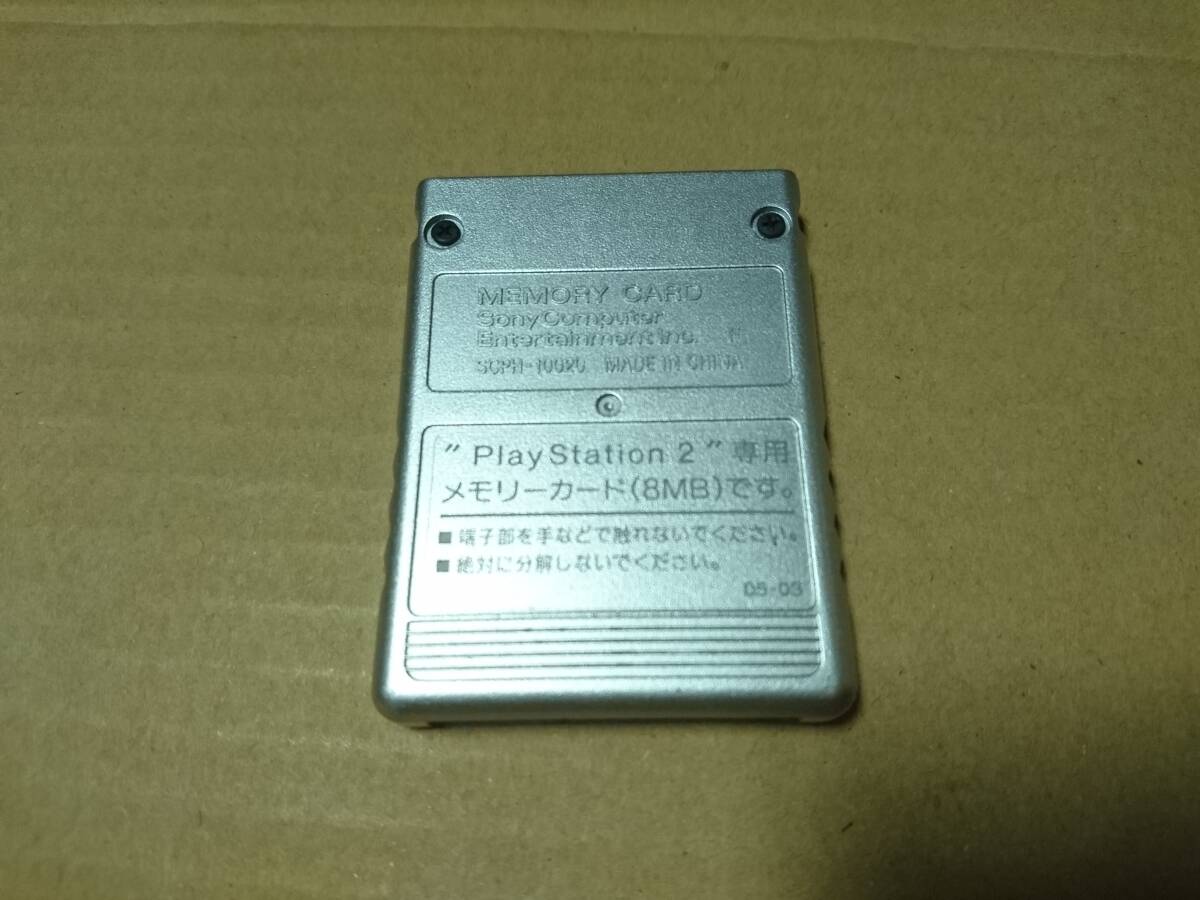 MEMORY CARD
Sony Computer
Entertainment Inc. H
SCPH-10020 MADE IN CHINA
"PlayStation 2"専用
メモリーカード(8MB)です。
■端子部を手などで触れないでください。
■絶対に分解しないでください。
D5-03